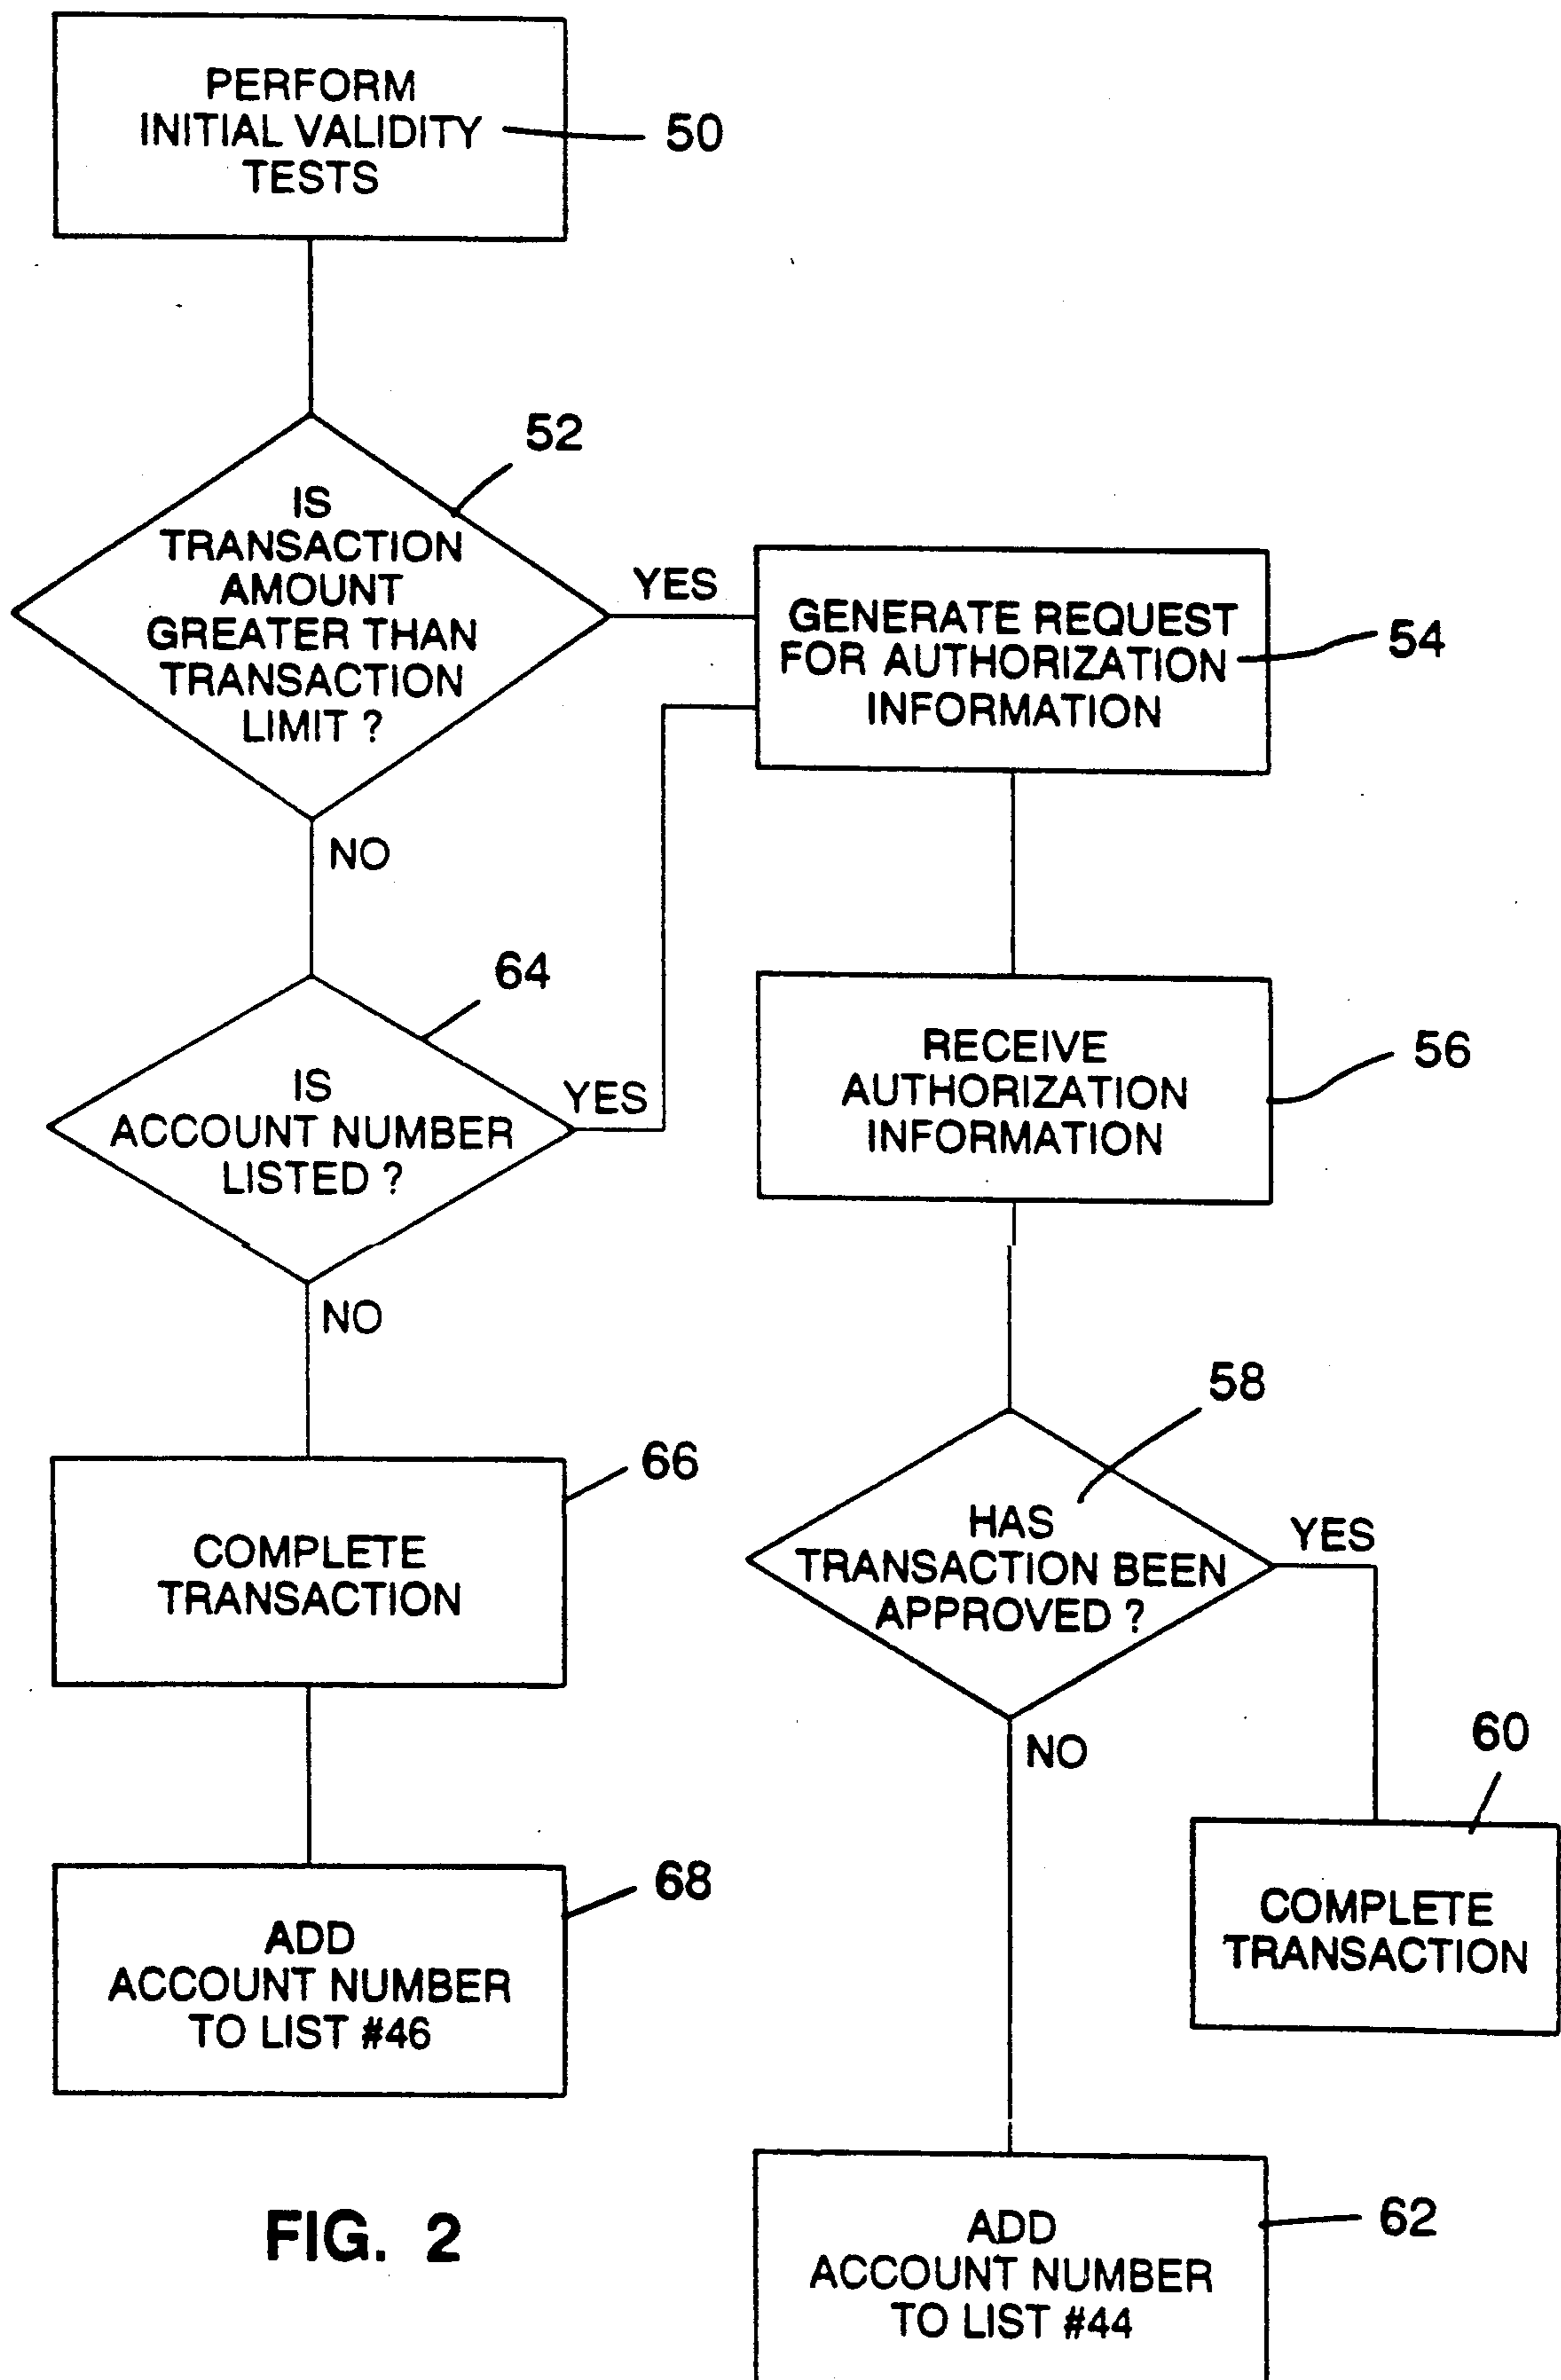 PERFORM
INITIAL VALIDITY
TESTS
50
52
IS
TRANSACTION
AMOUNT
GREATER THAN
TRANSACTION
LIMIT ?
YES
NO
GENERATE REQUEST
FOR AUTHORIZATION
INFORMATION
54
64
IS
ACCOUNT NUMBER
LISTED ?
YES
NO
RECEIVE
AUTHORIZATION
INFORMATION
56
58
HAS
TRANSACTION BEEN
APPROVED ?
YES
NO
66
COMPLETE
TRANSACTION
60
COMPLETE
TRANSACTION
68
ADD
ACCOUNT NUMBER
TO LIST #46
62
ADD
ACCOUNT NUMBER
TO LIST #44
FIG. 2